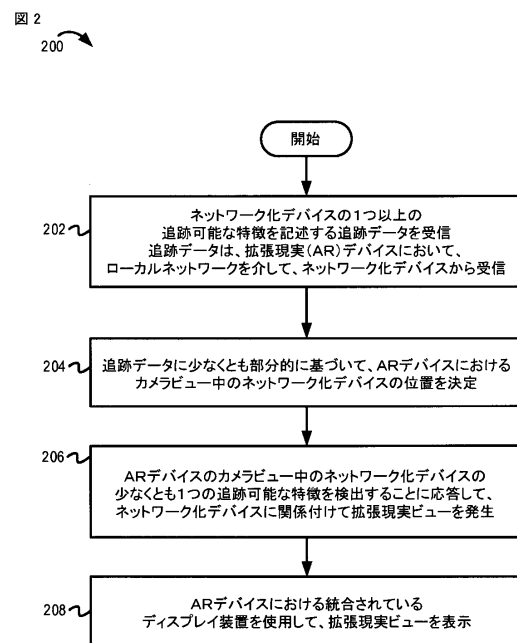 図 2
200
開始
202
ネットワーク化デバイスの1つ以上の
追跡可能な特徴を記述する追跡データを受信
追跡データは、拡張現実(AR)デバイスにおいて、
ローカルネットワークを介して、ネットワーク化デバイスから受信
204
追跡データに少なくとも部分的に基づいて、ARデバイスにおける
カメラビュー中のネットワーク化デバイスの位置を決定
206
ARデバイスのカメラビュー中のネットワーク化デバイスの
少なくとも1つの追跡可能な特徴を検出することに応答して、
ネットワーク化デバイスに関係付けて拡張現実ビューを発生
208
ARデバイスにおける統合されている
ディスプレイ装置を使用して、拡張現実ビューを表示